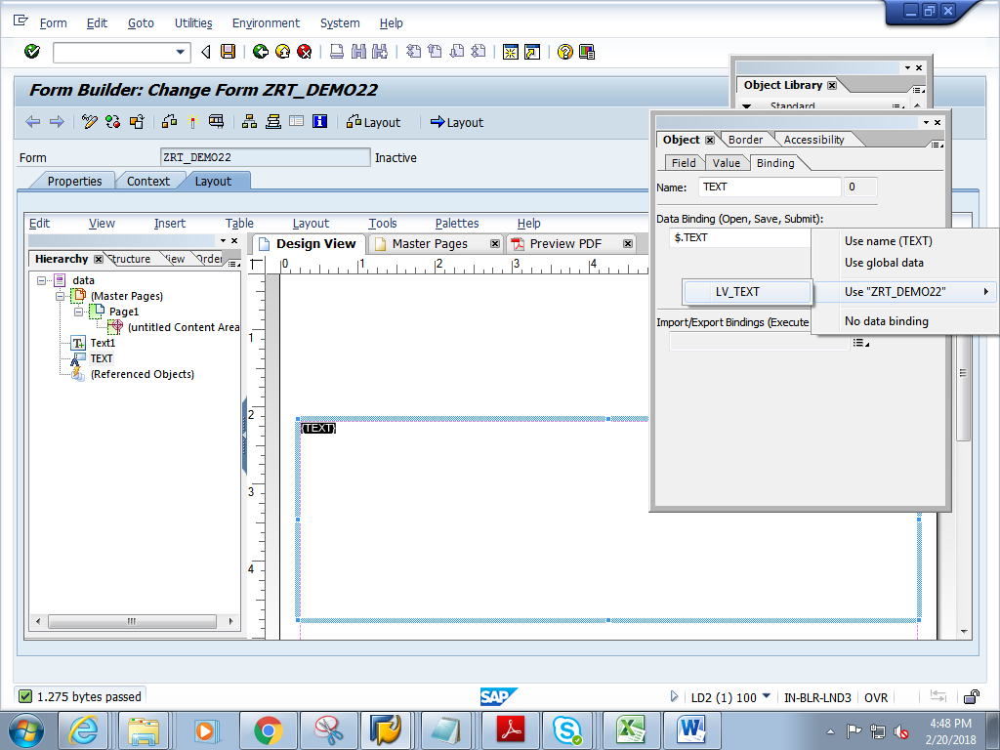 Form Edit Goto Utilities Environment System Help
Form Builder: Change Form ZRT_DEMO22
Layout Layout
Form ZRT_DEMO22 Inactive
Properties Context Layout
Edit View Insert Table Layout Tools Palettes Help
Hierarchy Structure View Order
Design View Master Pages Preview PDF
0 1 2 3 4
data
(Master Pages)
Page1
(untitled Content Area
Text1
TEXT
(Referenced Objects)
1
2
3
4
{TEXT}
Object Library
Standard
Object Border Accessibility
Field Value Binding
Name: TEXT 0
Data Binding (Open, Save, Submit):
$.TEXT
Use name (TEXT)
Use global data
LV_TEXT Use "ZRT_DEMO22"
No data binding
Import/Export Bindings (Execute
1.275 bytes passed
SAP
LD2 (1) 100 IN-BLR-LND3 OVR
4:48 PM
2/20/2018